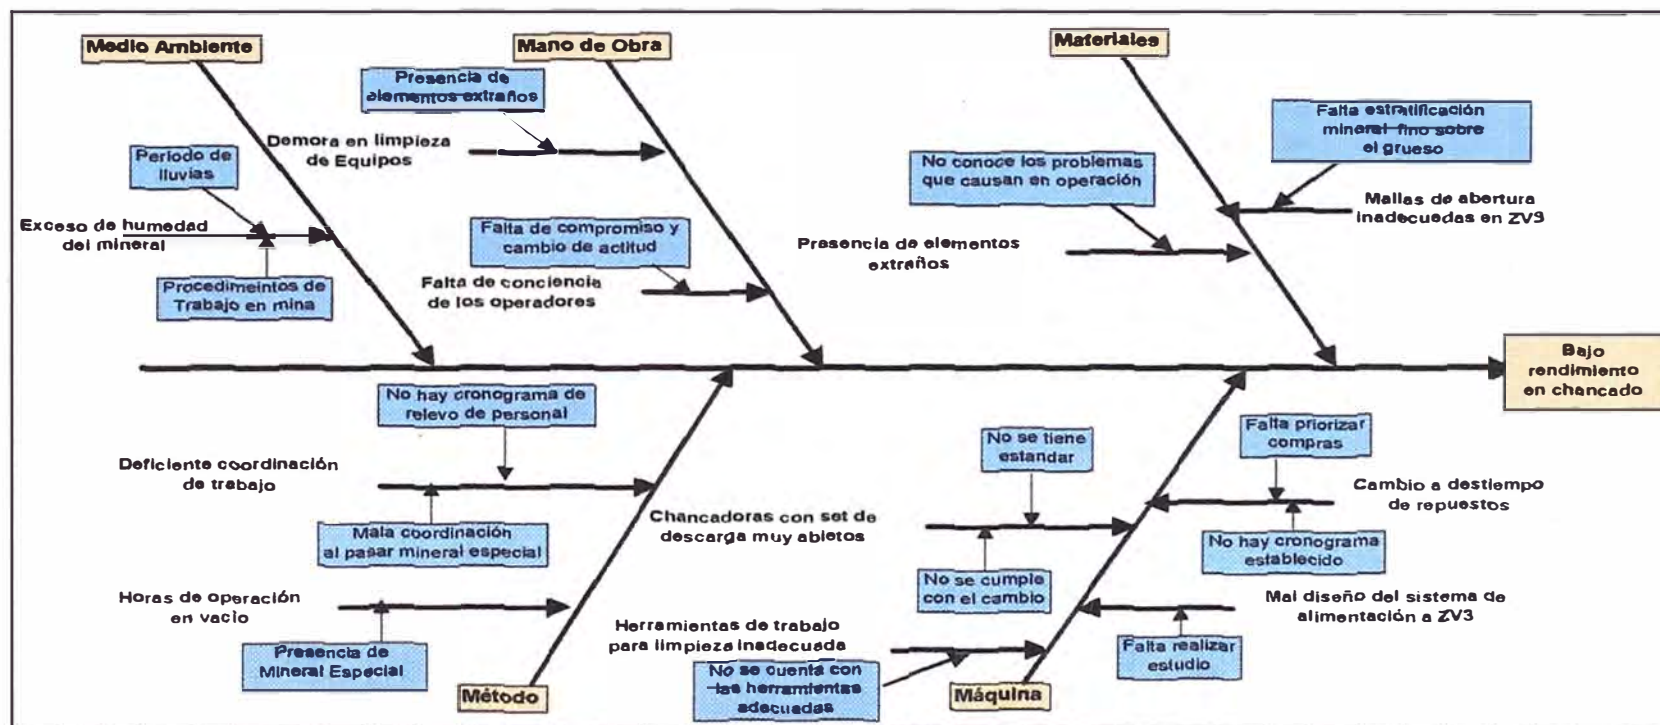 Medio Ambiente
Mano de Obra
Materiales
Presencia de
elementos extraños
Falta estratificación
mineral fino sobre
el grueso
Demora en limpieza
de Equipos
Período de
lluvias
No conoce los problemas
que causan en operación
Mallas de abertura
inadecuedas en ZV3
Exceso de humedad
del mineral
Falta de compromiso y
cambio de actitud
Presencia de elementos
extraños
Procedimeintos de
Trabajo en mina
Falta de conciencia
de los operadores
Bajo
rendimiento
en chancado
No hay cronograma de
relevo de personal
No se tiene
estandar
Falta priorizar
compras
Deficiente coordinación
de trabajo
Cambio a destiempo
de repuestos
Chancadoras con set de
descarga muy abietos
Mala coordinación
al pasar mineral especial
No hay cronograma
establecido
No se cumple
con el cambio
Horas de operación
en vacío
Mal diseño del sistema de
alimentación a ZV3
Herramientas de trabajo
para limpieza inadecuada
Presencia de
Mineral Especial
Falta realizar
estudio
No se cuenta con
las herramientas
adecuadas
Método
Máquina